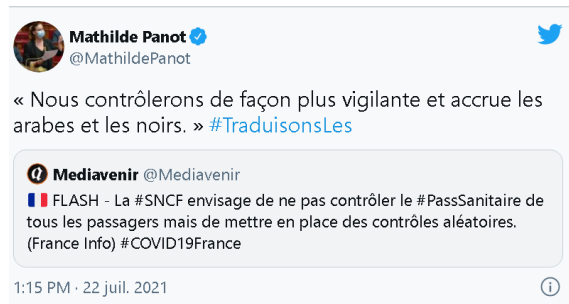 Mathilde Panot
@MathildePanot
« Nous contrôlerons de façon plus vigilante et accrue les
arabes et les noirs. » #TraduisonsLes
Mediavenir @Mediavenir
🇫🇷 FLASH - La #SNCF envisage de ne pas contrôler le #PassSanitaire de
tous les passagers mais de mettre en place des contrôles aléatoires.
(France Info) #COVID19France
1:15 PM · 22 juil. 2021